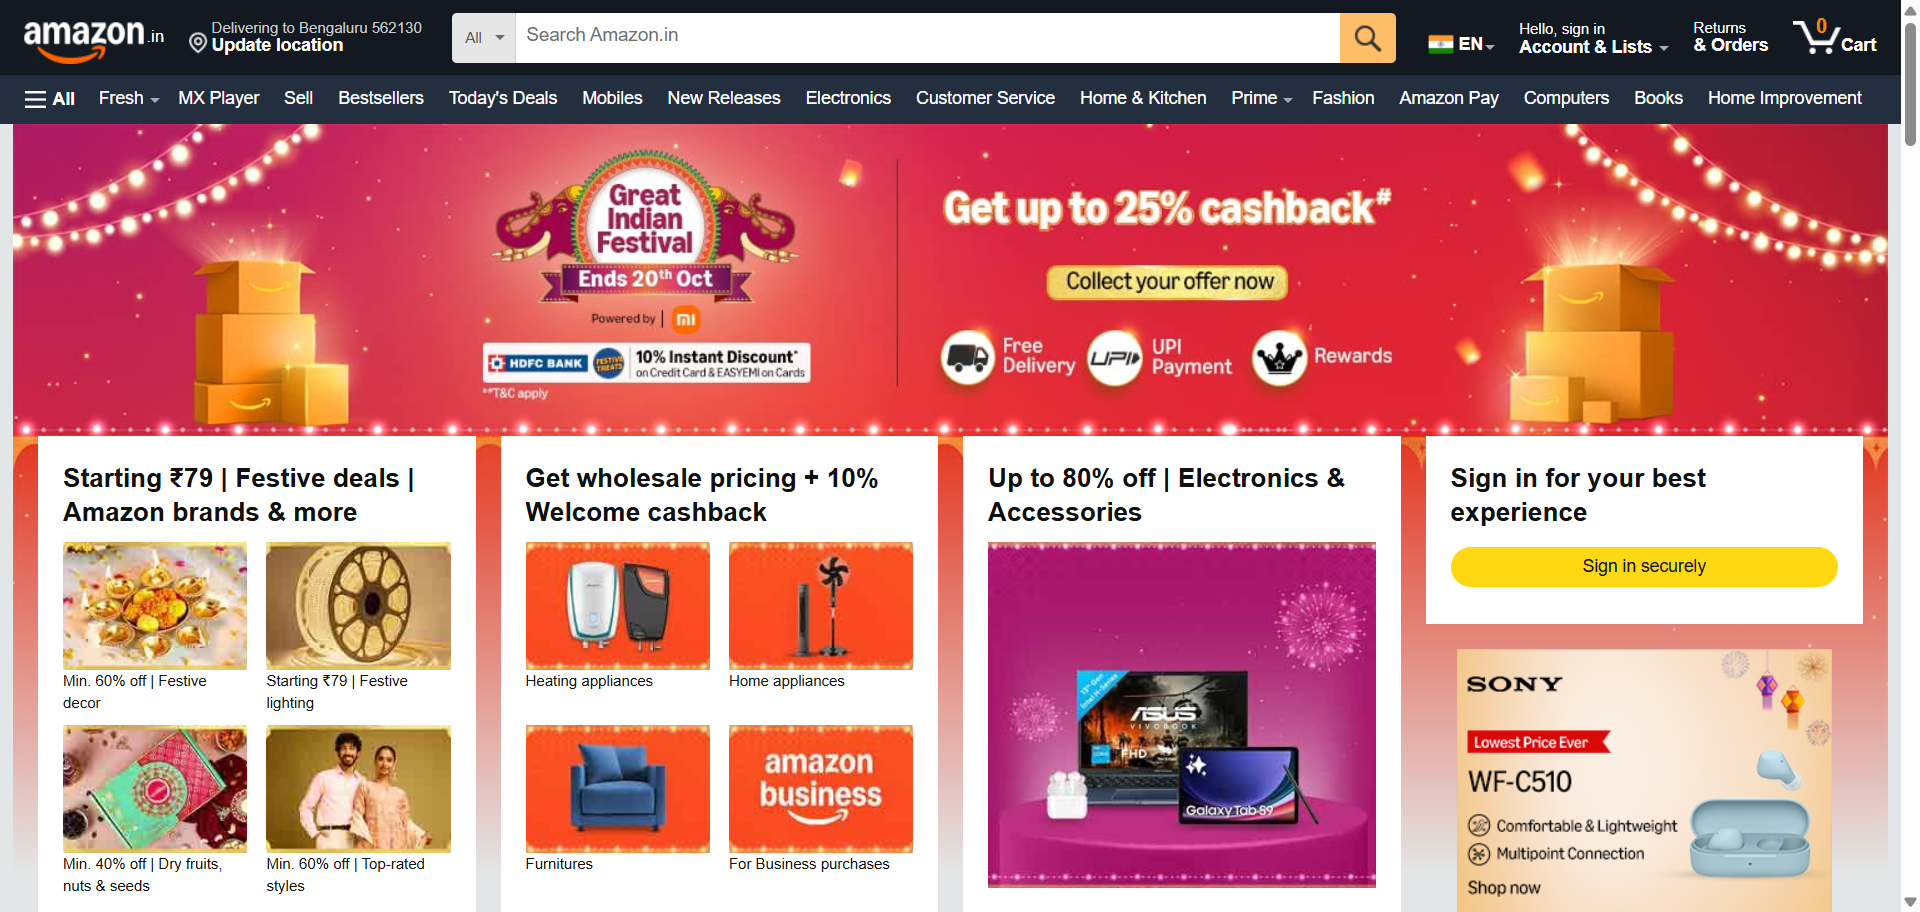 amazon.in
Delivering to Bengaluru 562130
Update location
All
Search Amazon.in
EN
Hello, sign in
Account & Lists
Returns
& Orders
0
Cart
All
Fresh
MX Player
Sell
Bestsellers
Today's Deals
Mobiles
New Releases
Electronics
Customer Service
Home & Kitchen
Prime
Fashion
Amazon Pay
Computers
Books
Home Improvement
Great
Indian
Festival
Ends 20th Oct
Powered by | mi
HDFC BANK
FESTIVE
TREATS
10% Instant Discount*
on Credit Card & EASYEMI on Cards
**T&C apply
Get up to 25% cashback#
Collect your offer now
Free
Delivery
UPI
UPI
Payment
Rewards
Starting ₹79 | Festive deals |
Amazon brands & more
Min. 60% off | Festive
decor
Starting ₹79 | Festive
lighting
Min. 40% off | Dry fruits,
nuts & seeds
Min. 60% off | Top-rated
styles
Get wholesale pricing + 10%
Welcome cashback
Heating appliances
Home appliances
Furnitures
amazon
business
For Business purchases
Up to 80% off | Electronics &
Accessories
13th Gen
Intel H-Series
ASUS
VIVOBOOK
FHD
Galaxy Tab S9
Sign in for your best
experience
Sign in securely
SONY
Lowest Price Ever
WF-C510
Comfortable & Lightweight
Multipoint Connection
Shop now